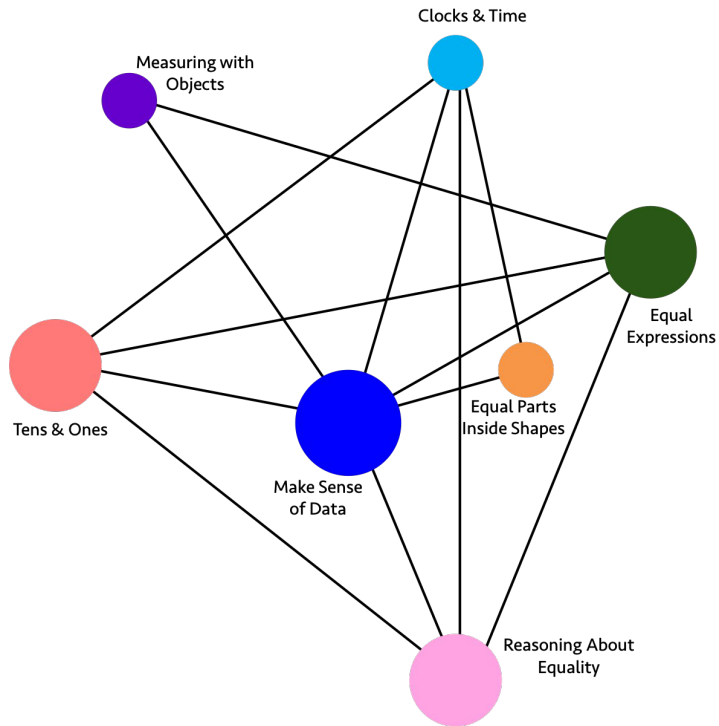 Clocks & Time
Measuring with
Objects
Equal
Expressions
Equal Parts
Inside Shapes
Tens & Ones
Make Sense
of Data
Reasoning About
Equality